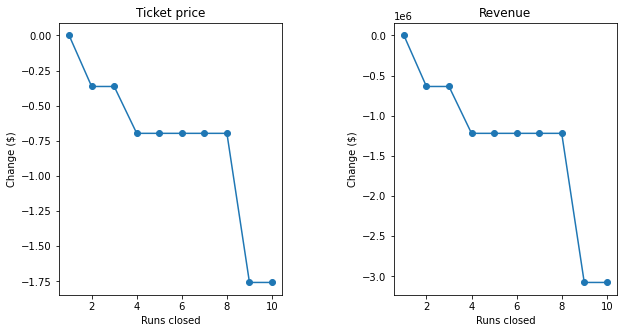 Ticket price
0.00
−0.25
−0.50
−0.75
−1.00
−1.25
−1.50
−1.75
Change ($)
2 4 6 8 10
Runs closed
Revenue
1e6
0.0
−0.5
−1.0
−1.5
−2.0
−2.5
−3.0
Change ($)
2 4 6 8 10
Runs closed